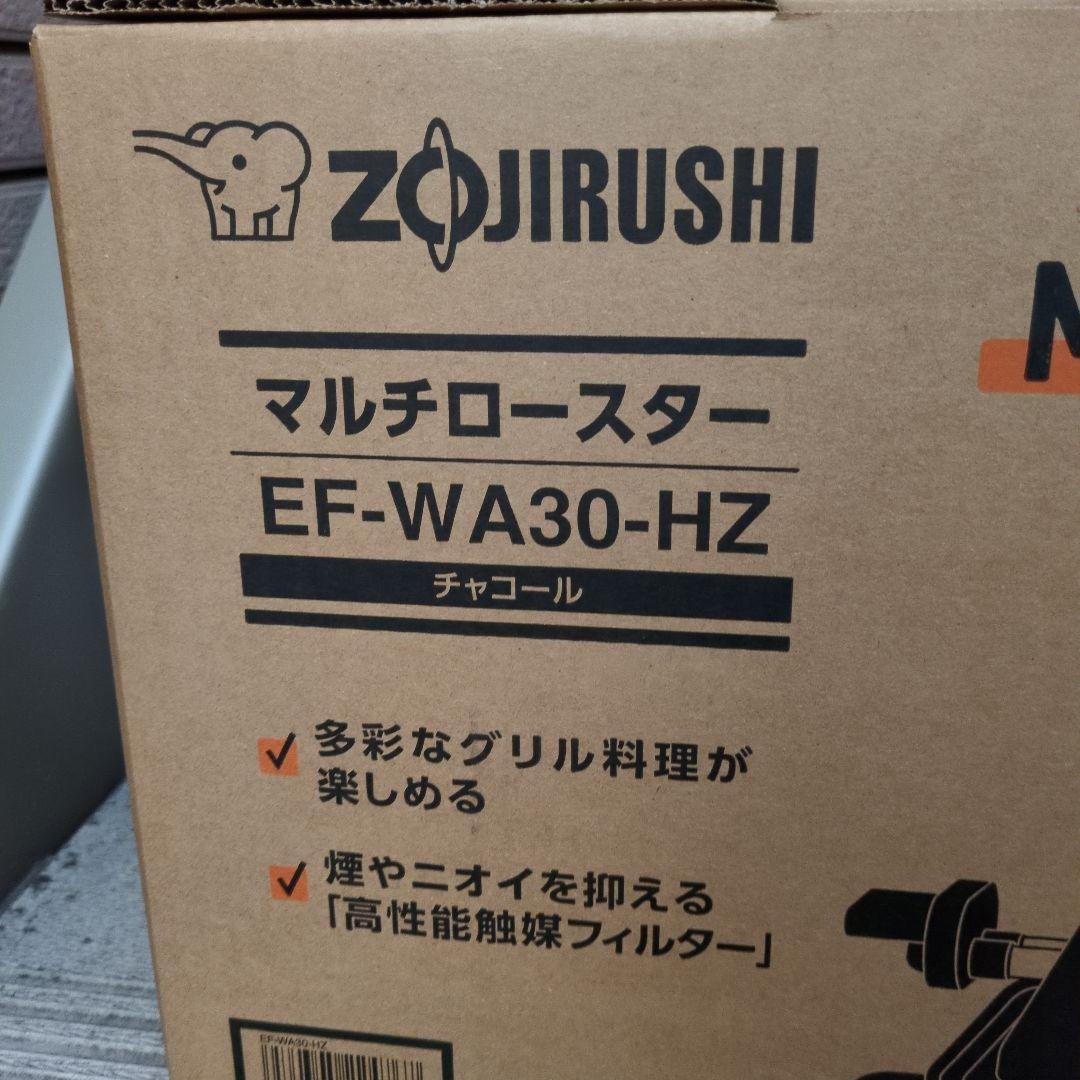 ZOJIRUSHI
マルチロースター
EF-WA30-HZ
チャコール
多彩なグリル料理が
楽しめる
煙やニオイを抑える
「高性能触媒フィルター」
EF-WA30-HZ